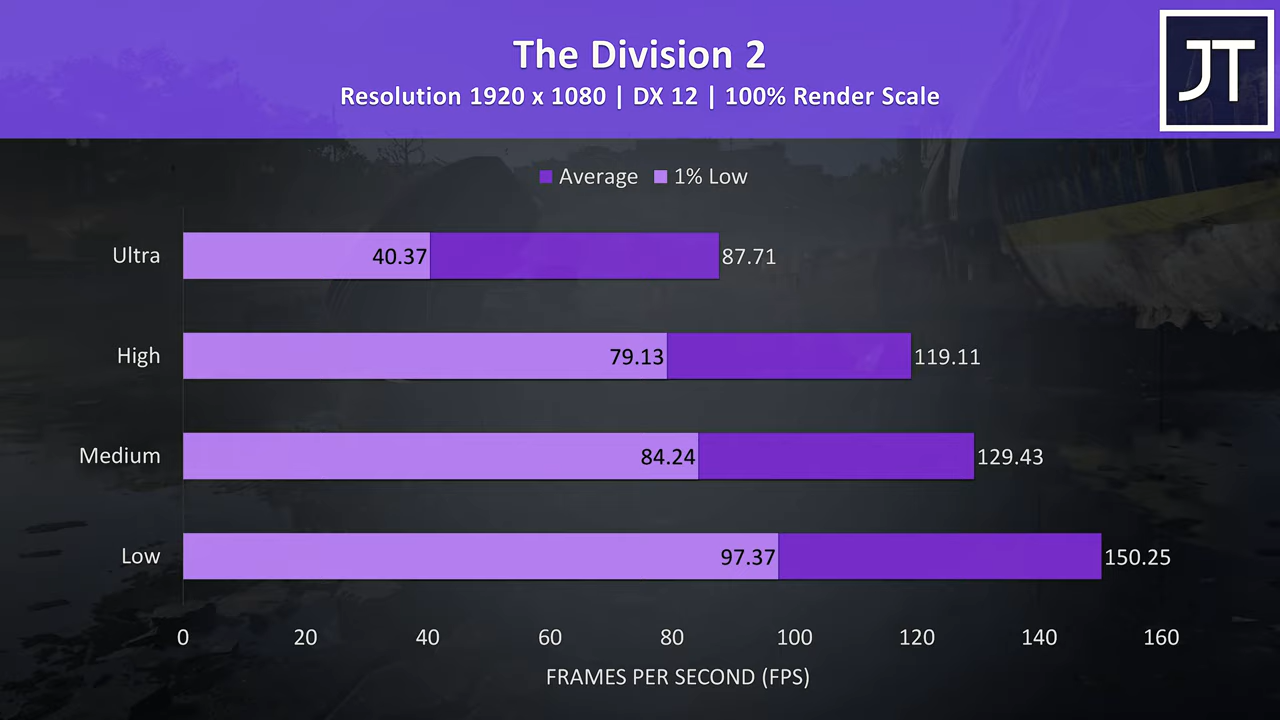 The Division 2
Resolution 1920 x 1080 | DX 12 | 100% Render Scale
JT
Average 1% Low
Ultra 40.37 87.71
High 79.13 119.11
Medium 84.24 129.43
Low 97.37 150.25
0 20 40 60 80 100 120 140 160
FRAMES PER SECOND (FPS)